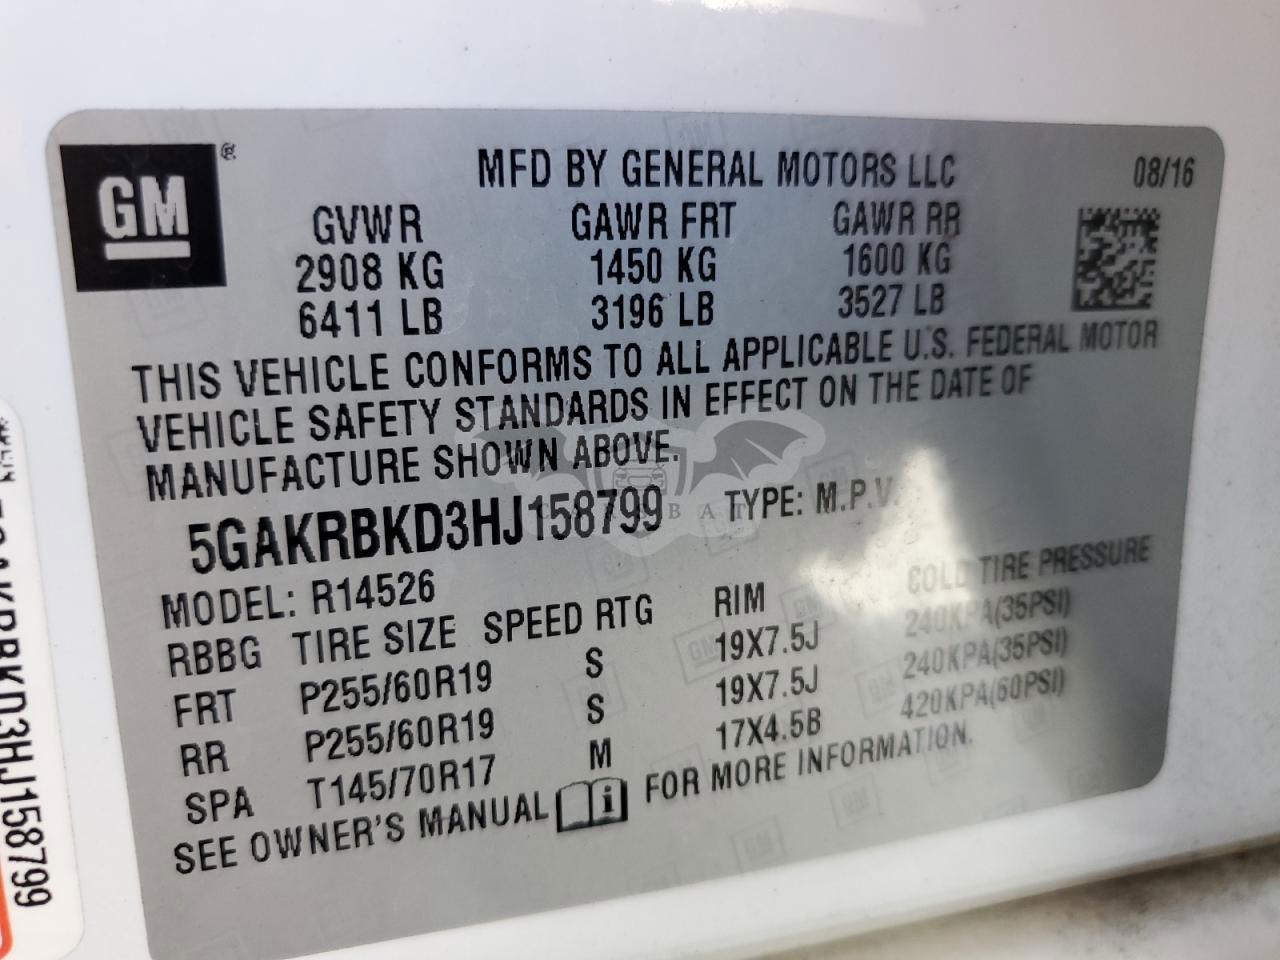 GM ®
MFD BY GENERAL MOTORS LLC 08/16
GVWR GAWR FRT GAWR RR
2908 KG 1450 KG 1600 KG
6411 LB 3196 LB 3527 LB
THIS VEHICLE CONFORMS TO ALL APPLICABLE U.S. FEDERAL MOTOR
VEHICLE SAFETY STANDARDS IN EFFECT ON THE DATE OF
MANUFACTURE SHOWN ABOVE.
5GAKRBKD3HJ158799 TYPE: M.P.V.
CARSBAT
MODEL: R14526
RBBG TIRE SIZE SPEED RTG RIM COLD TIRE PRESSURE
FRT P255/60R19 S 19X7.5J 240KPA(35PSI)
RR P255/60R19 S 19X7.5J 240KPA(35PSI)
SPA T145/70R17 M 17X4.5B 420KPA(60PSI)
SEE OWNER'S MANUAL i FOR MORE INFORMATION.